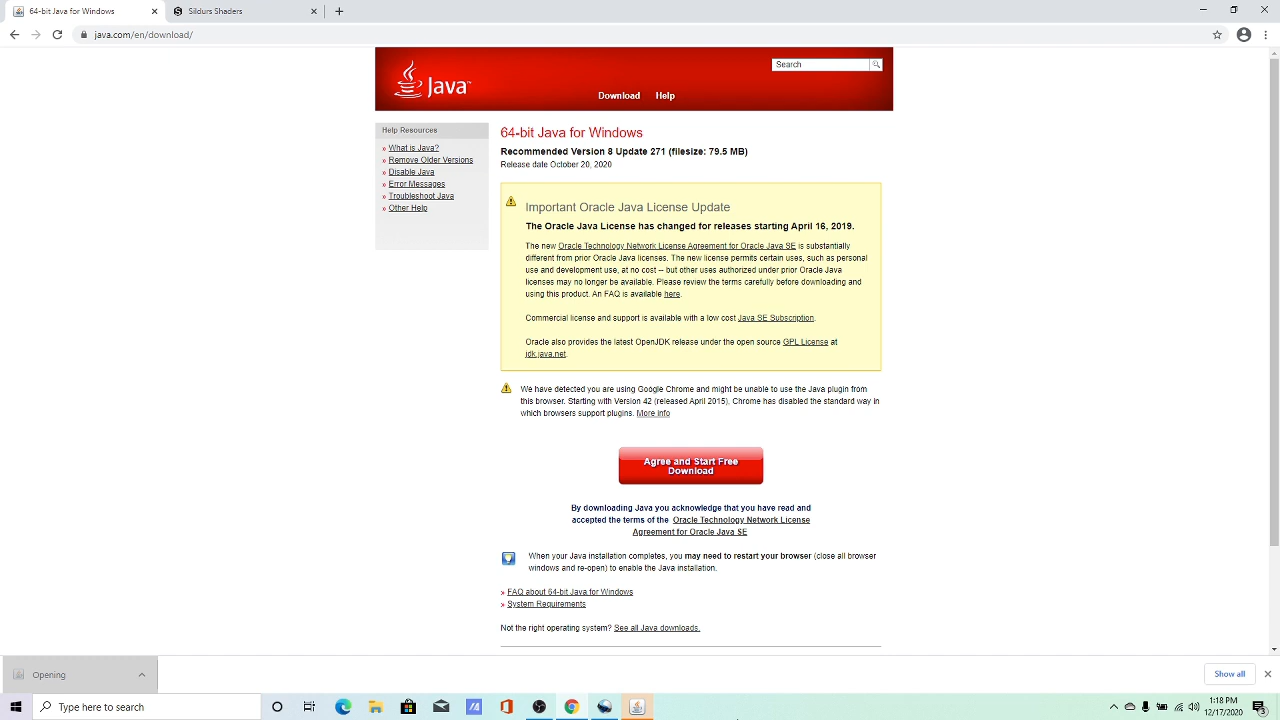 64-bit Java for Windows
Sildurs Shaders
java.com/en/download/
Java
Search
Download Help
Help Resources
» What is Java?
» Remove Older Versions
» Disable Java
» Error Messages
» Troubleshoot Java
» Other Help
64-bit Java for Windows
Recommended Version 8 Update 271 (filesize: 79.5 MB)
Release date October 20, 2020
Important Oracle Java License Update
The Oracle Java License has changed for releases starting April 16, 2019.
The new Oracle Technology Network License Agreement for Oracle Java SE is substantially
different from prior Oracle Java licenses. The new license permits certain uses, such as personal
use and development use, at no cost -- but other uses authorized under prior Oracle Java
licenses may no longer be available. Please review the terms carefully before downloading and
using this product. An FAQ is available here.
Commercial license and support is available with a low cost Java SE Subscription.
Oracle also provides the latest OpenJDK release under the open source GPL License at
jdk.java.net.
We have detected you are using Google Chrome and might be unable to use the Java plugin from
this browser. Starting with Version 42 (released April 2015), Chrome has disabled the standard way in
which browsers support plugins. More info
Agree and Start Free
Download
By downloading Java you acknowledge that you have read and
accepted the terms of the Oracle Technology Network License
Agreement for Oracle Java SE
When your Java installation completes, you may need to restart your browser (close all browser
windows and re-open) to enable the Java installation.
» FAQ about 64-bit Java for Windows
» System Requirements
Not the right operating system? See all Java downloads.
Opening
Show all
Type here to search
1:18 PM
12/17/2020
3